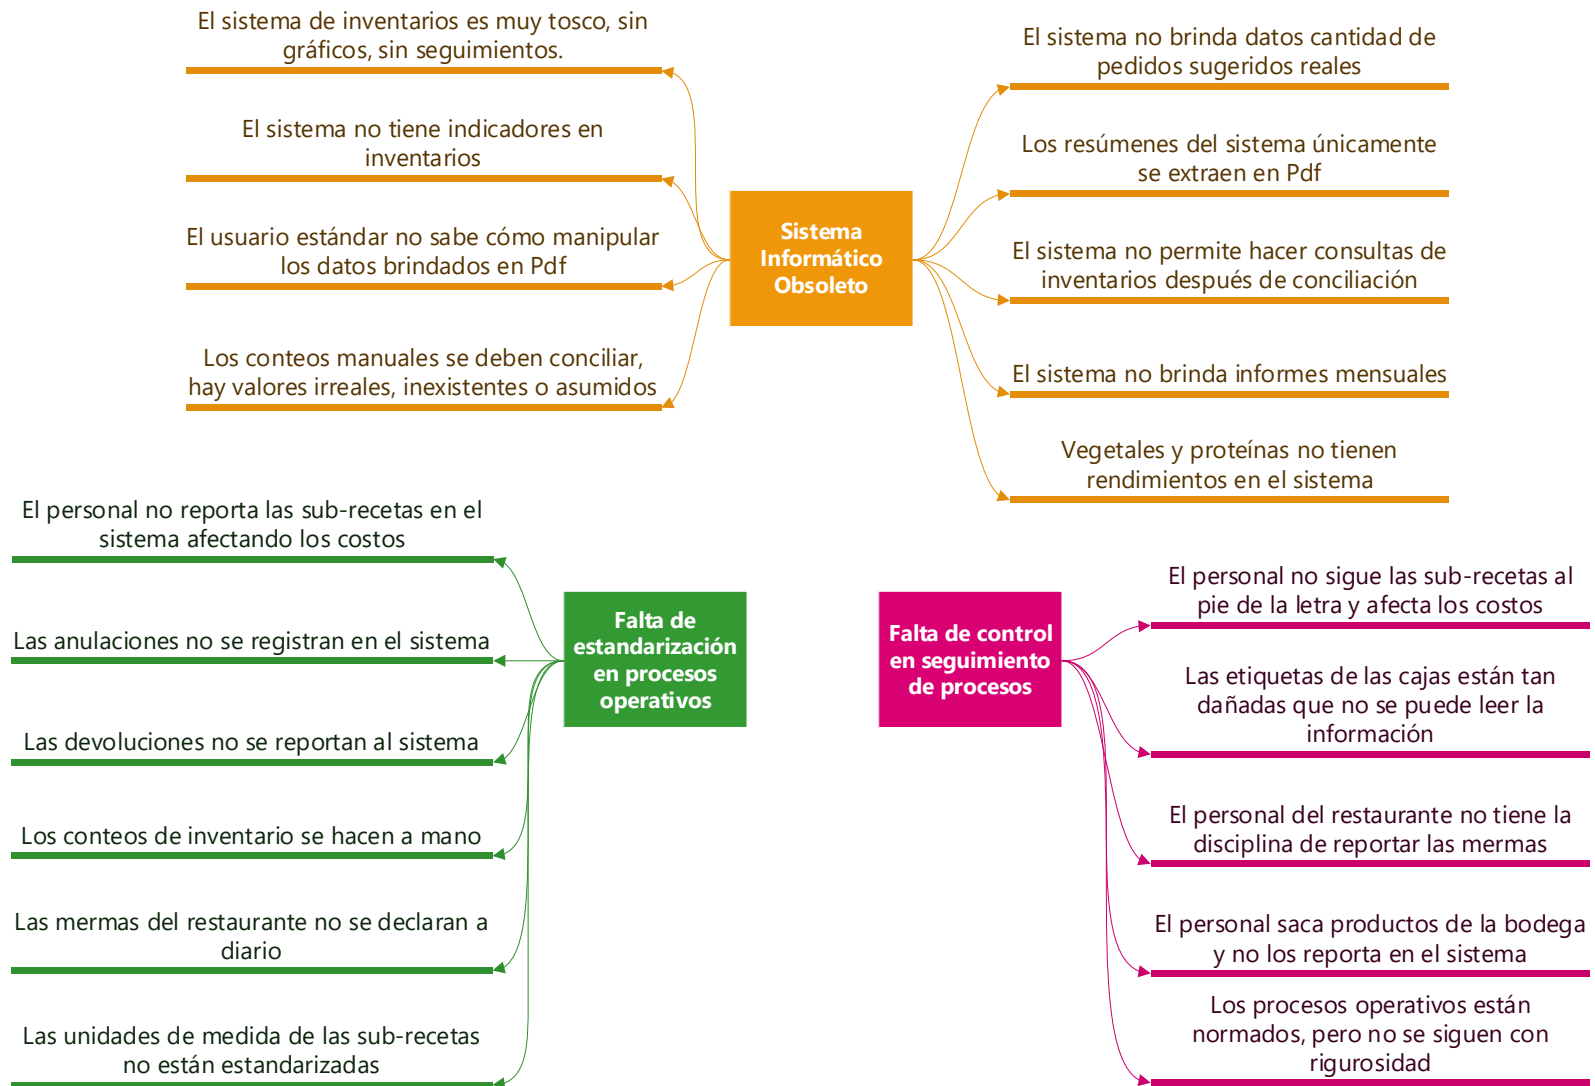 El sistema de inventarios es muy tosco, sin
gráficos, sin seguimientos.
El sistema no tiene indicadores en
inventarios
El usuario estándar no sabe cómo manipular
los datos brindados en Pdf
Los conteos manuales se deben conciliar,
hay valores irreales, inexistentes o asumidos
Sistema
Informático
Obsoleto
El sistema no brinda datos cantidad de
pedidos sugeridos reales
Los resúmenes del sistema únicamente
se extraen en Pdf
El sistema no permite hacer consultas de
inventarios después de conciliación
El sistema no brinda informes mensuales
Vegetales y proteínas no tienen
rendimientos en el sistema
El personal no reporta las sub-recetas en el
sistema afectando los costos
Las anulaciones no se registran en el sistema
Las devoluciones no se reportan al sistema
Los conteos de inventario se hacen a mano
Las mermas del restaurante no se declaran a
diario
Las unidades de medida de las sub-recetas
no están estandarizadas
Falta de
estandarización
en procesos
operativos
Falta de control
en seguimiento
de procesos
El personal no sigue las sub-recetas al
pie de la letra y afecta los costos
Las etiquetas de las cajas están tan
dañadas que no se puede leer la
información
El personal del restaurante no tiene la
disciplina de reportar las mermas
El personal saca productos de la bodega
y no los reporta en el sistema
Los procesos operativos están
normados, pero no se siguen con
rigurosidad